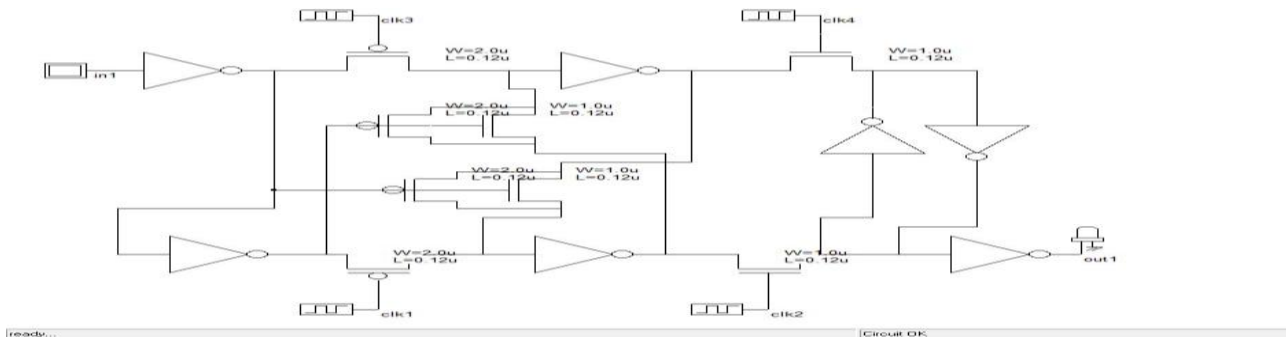 clk3
clk4
W=2.0u
L=0.12u
W=1.0u
L=0.12u
in1
W=2.0u
L=0.12u
W=1.0u
L=0.12u
W=2.0u
L=0.12u
W=1.0u
L=0.12u
W=2.0u
L=0.12u
W=1.0u
L=0.12u
out1
clk1
clk2
ready...
Circuit OK